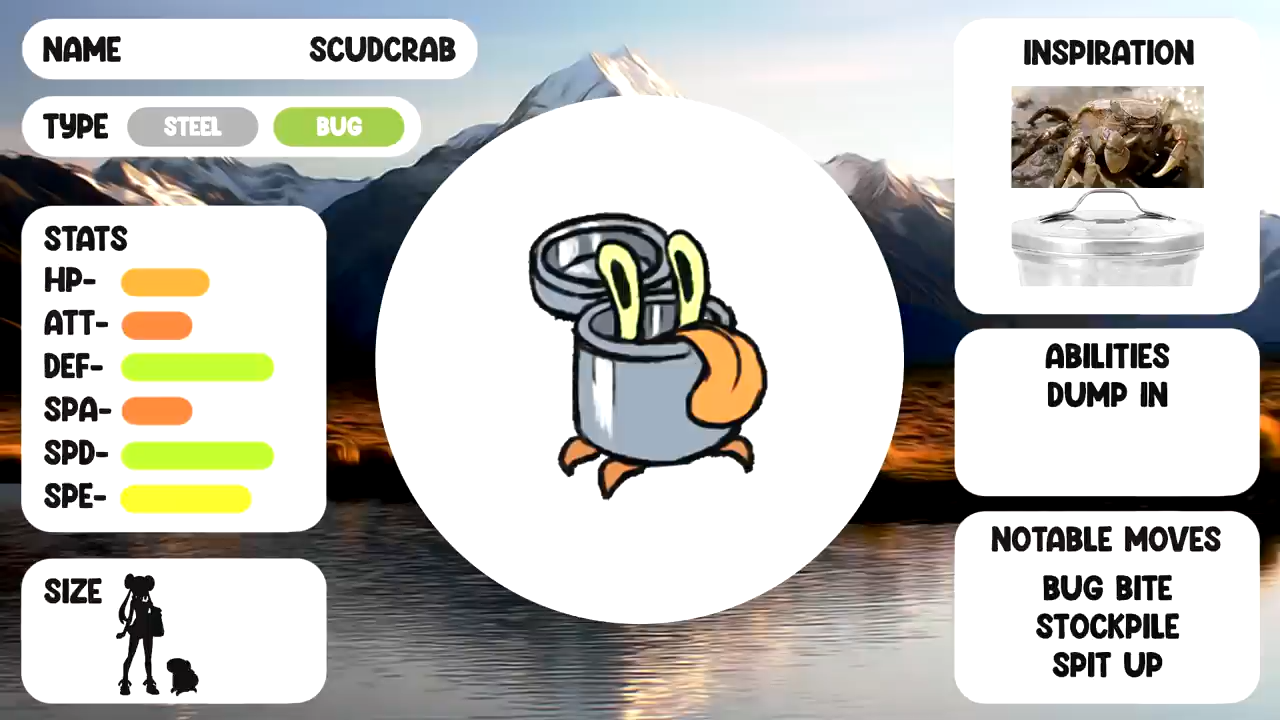 NAME SCUDCRAB
TYPE STEEL BUG
STATS
HP-
ATT-
DEF-
SPA-
SPD-
SPE-
SIZE
INSPIRATION
ABILITIES
DUMP IN
NOTABLE MOVES
BUG BITE
STOCKPILE
SPIT UP